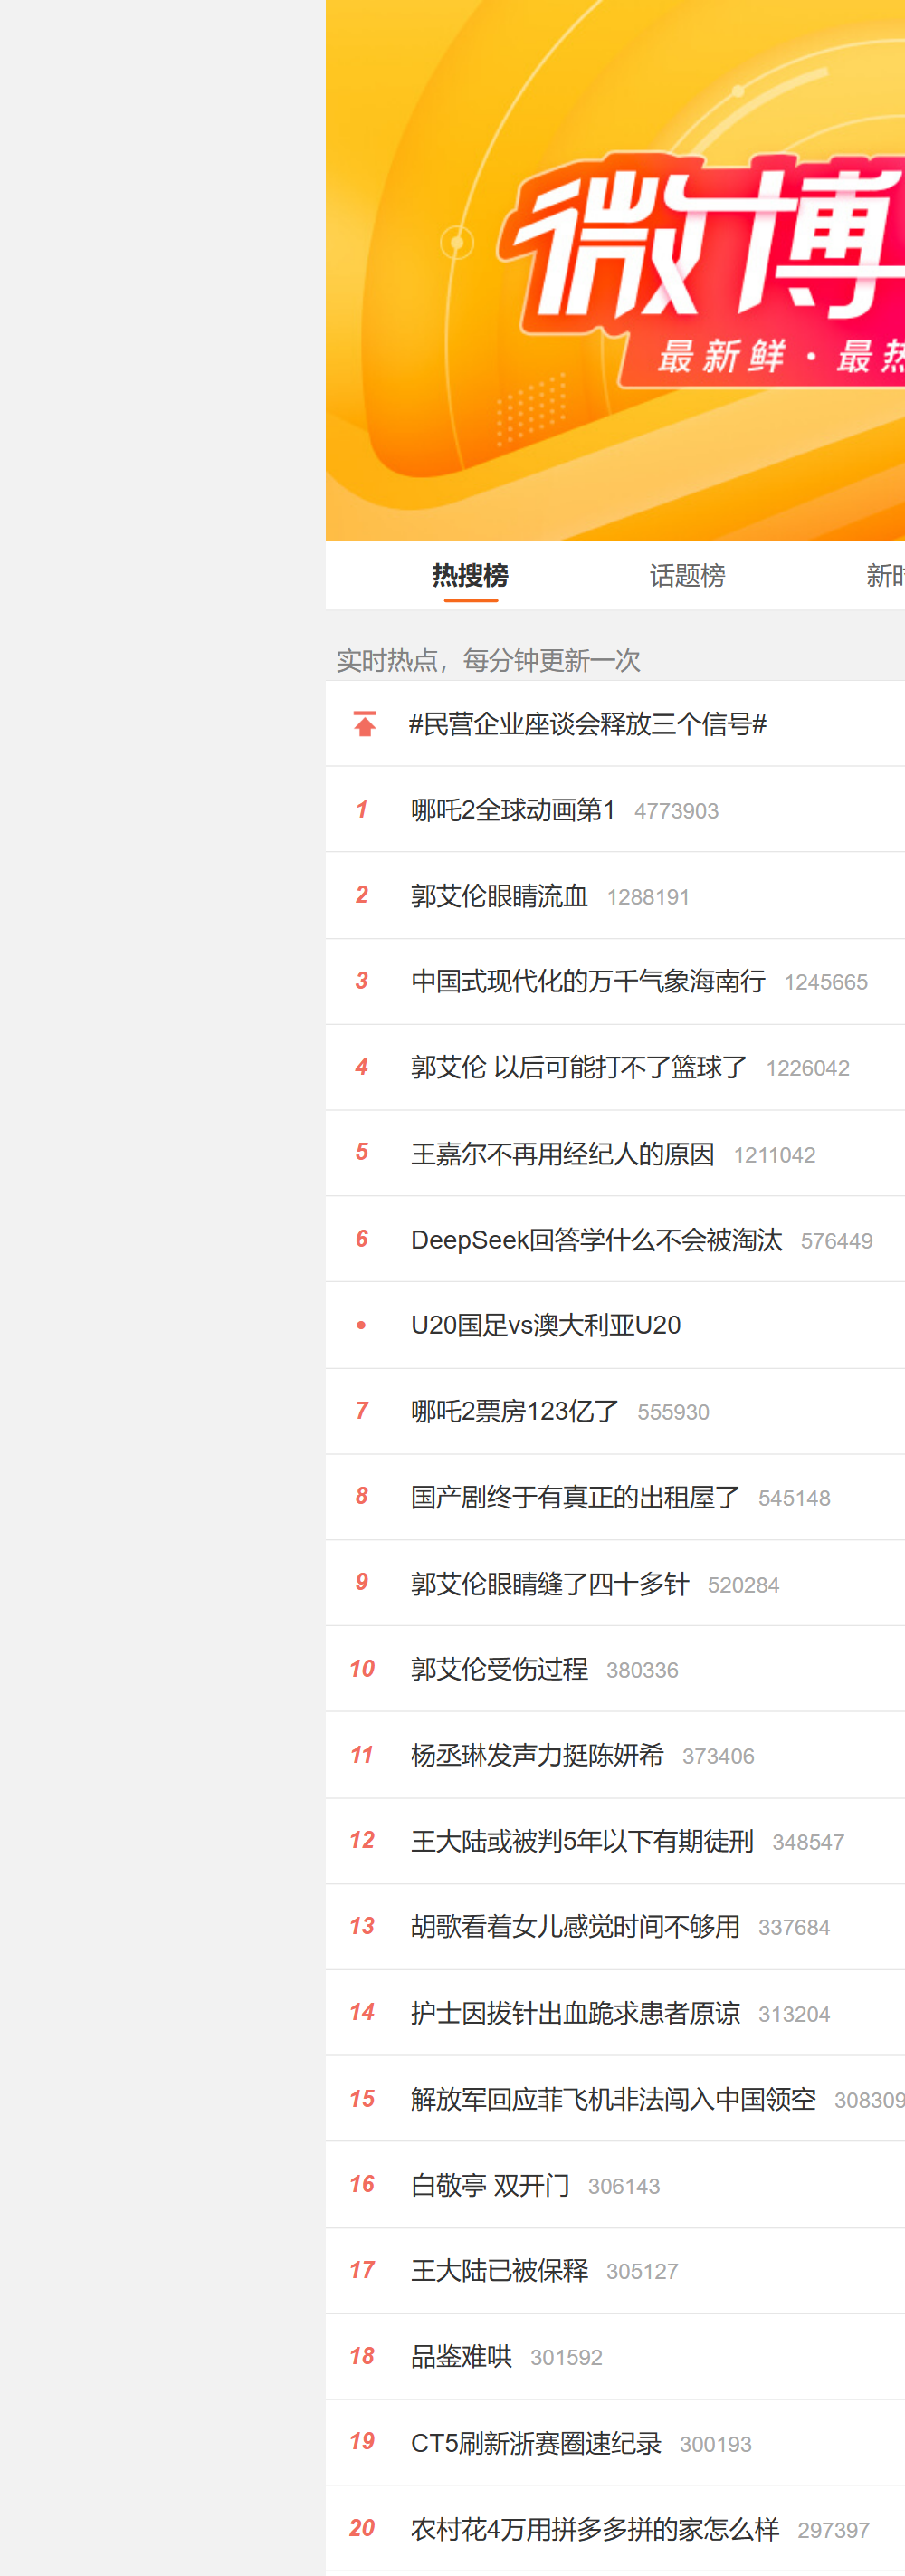 微博
最新鲜·最热
热搜榜 话题榜 新时
实时热点，每分钟更新一次
#民营企业座谈会释放三个信号#
1 哪吒2全球动画第1 4773903
2 郭艾伦眼睛流血 1288191
3 中国式现代化的万千气象海南行 1245665
4 郭艾伦 以后可能打不了篮球了 1226042
5 王嘉尔不再用经纪人的原因 1211042
6 DeepSeek回答学什么不会被淘汰 576449
• U20国足vs澳大利亚U20
7 哪吒2票房123亿了 555930
8 国产剧终于有真正的出租屋了 545148
9 郭艾伦眼睛缝了四十多针 520284
10 郭艾伦受伤过程 380336
11 杨丞琳发声力挺陈妍希 373406
12 王大陆或被判5年以下有期徒刑 348547
13 胡歌看着女儿感觉时间不够用 337684
14 护士因拔针出血跪求患者原谅 313204
15 解放军回应菲飞机非法闯入中国领空 308309
16 白敬亭 双开门 306143
17 王大陆已被保释 305127
18 品鉴难哄 301592
19 CT5刷新浙赛圈速纪录 300193
20 农村花4万用拼多多拼的家怎么样 297397